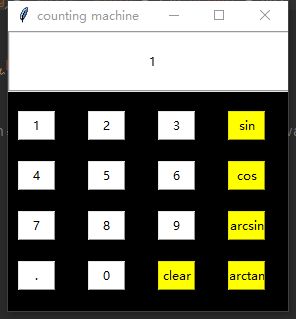 counting machine
1
1 2 3 sin
4 5 6 cos
7 8 9 arcsin
. 0 clear arctan